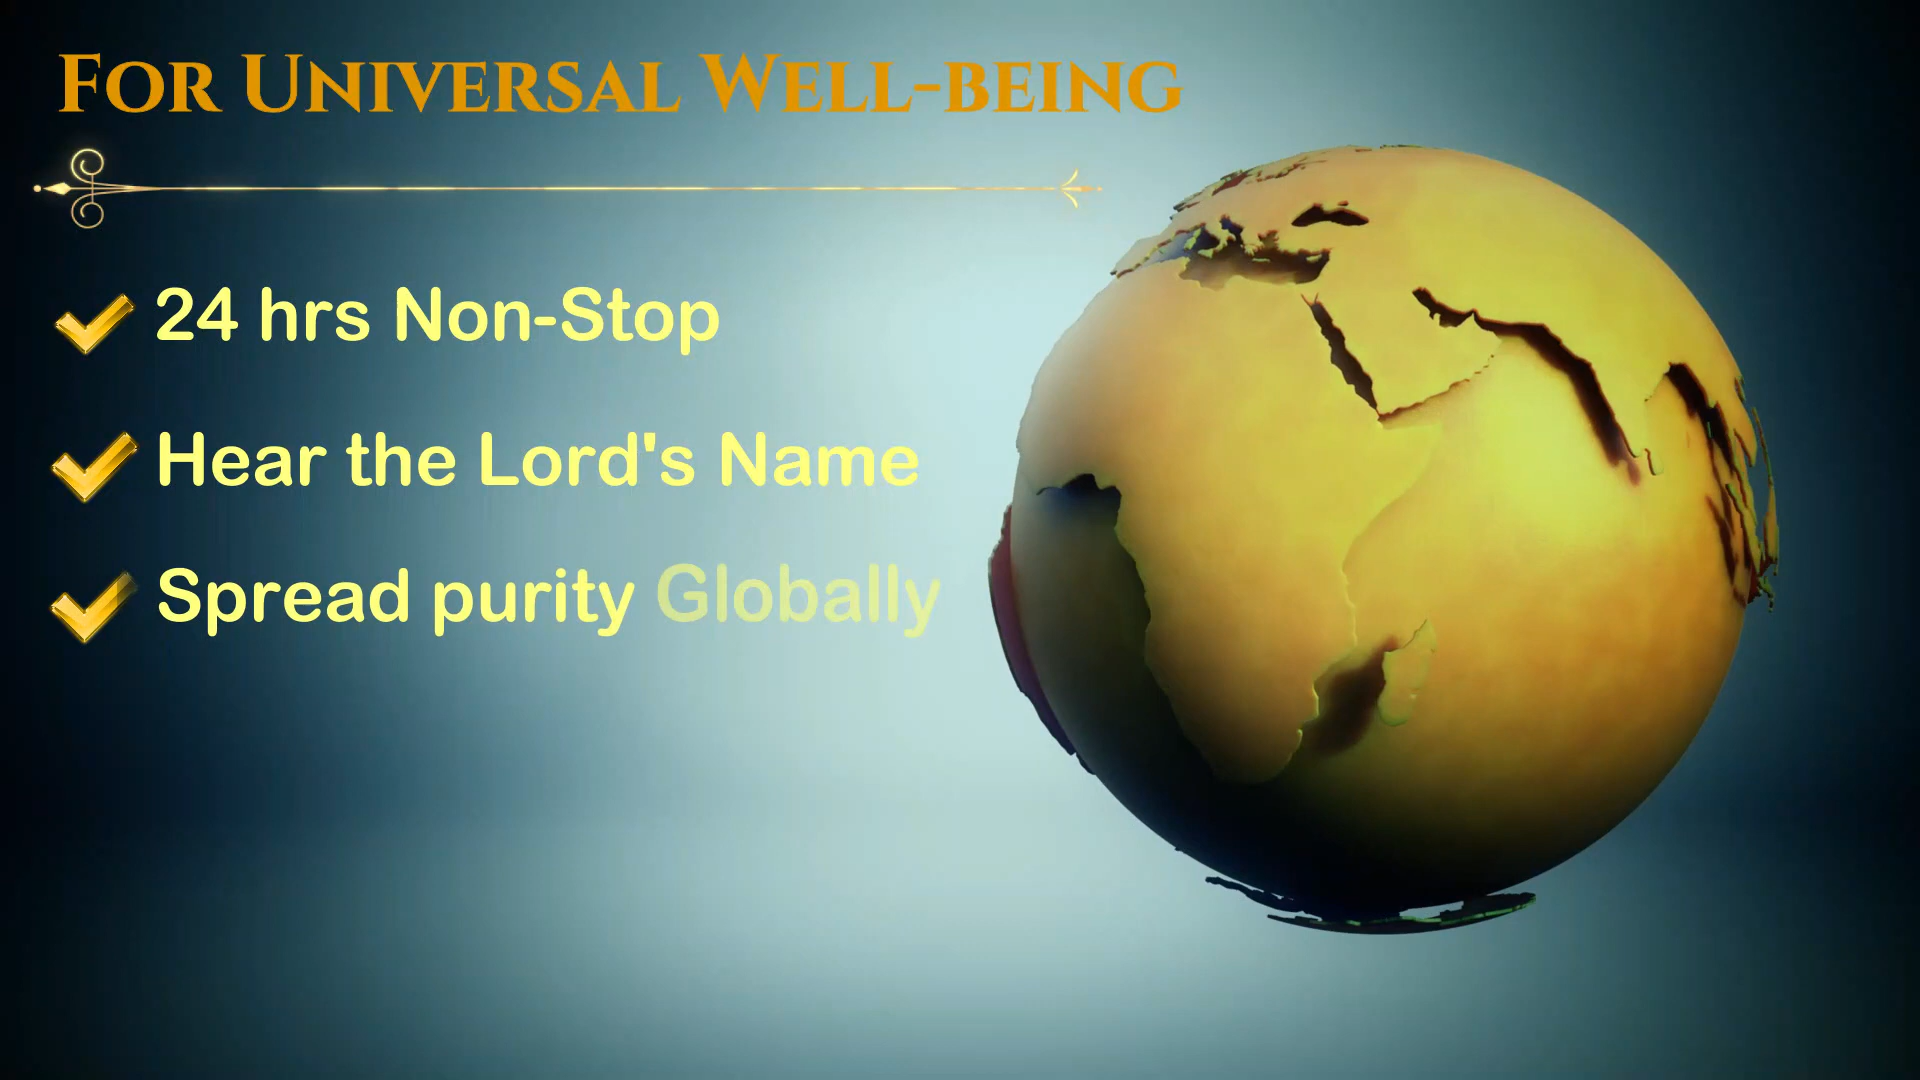 For Universal Well-being
24 hrs Non-Stop
Hear the Lord's Name
Spread purity Globally